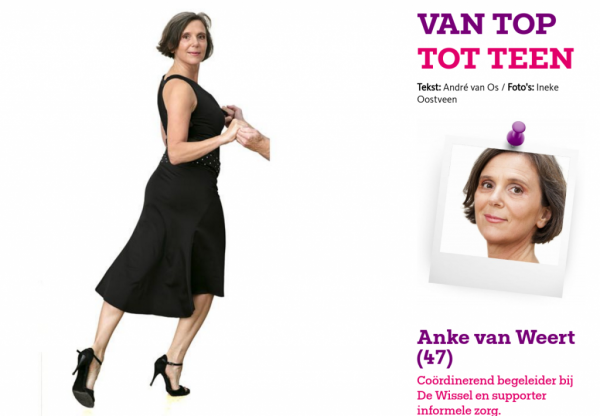 VAN TOP
TOT TEEN
Tekst: André van Os / Foto's: Ineke
Oostveen
Anke van Weert
(47)
Coördinerend begeleider bij
De Wissel en supporter
informele zorg.